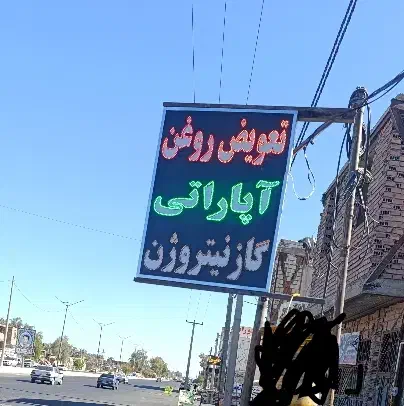 تعویض روغن
آپاراتی
گاز نیتروژن